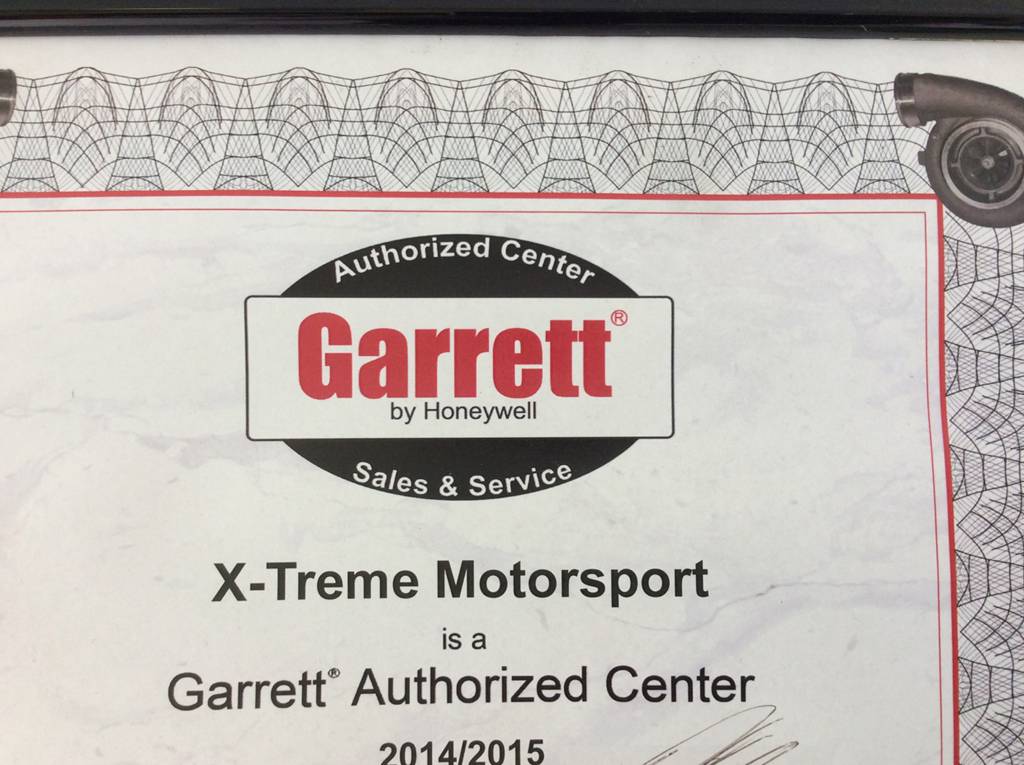 Authorized Center
Garrett®
by Honeywell
Sales & Service
X-Treme Motorsport
is a
Garrett® Authorized Center
2014/2015